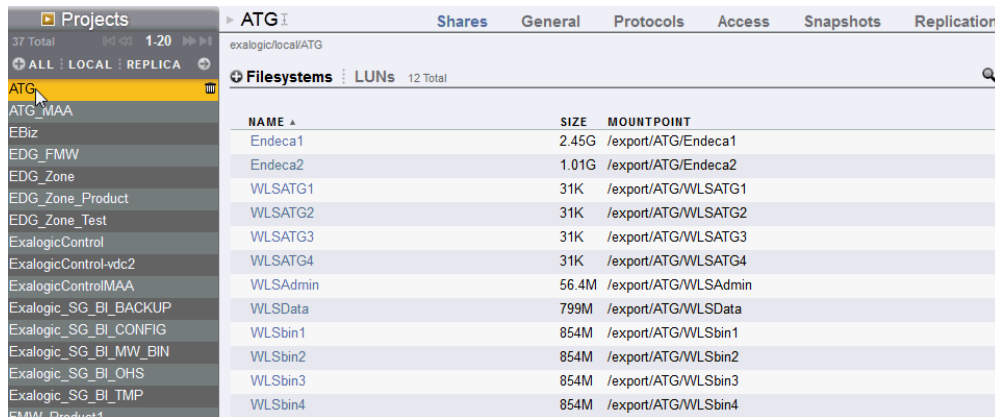 Projects
37 Total 1-20
ALL LOCAL REPLICA
ATG
ATG_MAA
EBiz
EDG_FMW
EDG_Zone
EDG_Zone_Product
EDG_Zone_Test
ExalogicControl
ExalogicControl-vdc2
ExalogicControlMAA
Exalogic_SG_BI_BACKUP
Exalogic_SG_BI_CONFIG
Exalogic_SG_BI_MW_BIN
Exalogic_SG_BI_OHS
Exalogic_SG_BI_TMP
FMW_Product1
ATG Shares General Protocols Access Snapshots Replication
exalogic/local/ATG
Filesystems LUNs 12 Total
NAME SIZE MOUNTPOINT
Endeca1 2.45G /export/ATG/Endeca1
Endeca2 1.01G /export/ATG/Endeca2
WLSATG1 31K /export/ATG/WLSATG1
WLSATG2 31K /export/ATG/WLSATG2
WLSATG3 31K /export/ATG/WLSATG3
WLSATG4 31K /export/ATG/WLSATG4
WLSAdmin 56.4M /export/ATG/WLSAdmin
WLSData 799M /export/ATG/WLSData
WLSbin1 854M /export/ATG/WLSbin1
WLSbin2 854M /export/ATG/WLSbin2
WLSbin3 854M /export/ATG/WLSbin3
WLSbin4 854M /export/ATG/WLSbin4